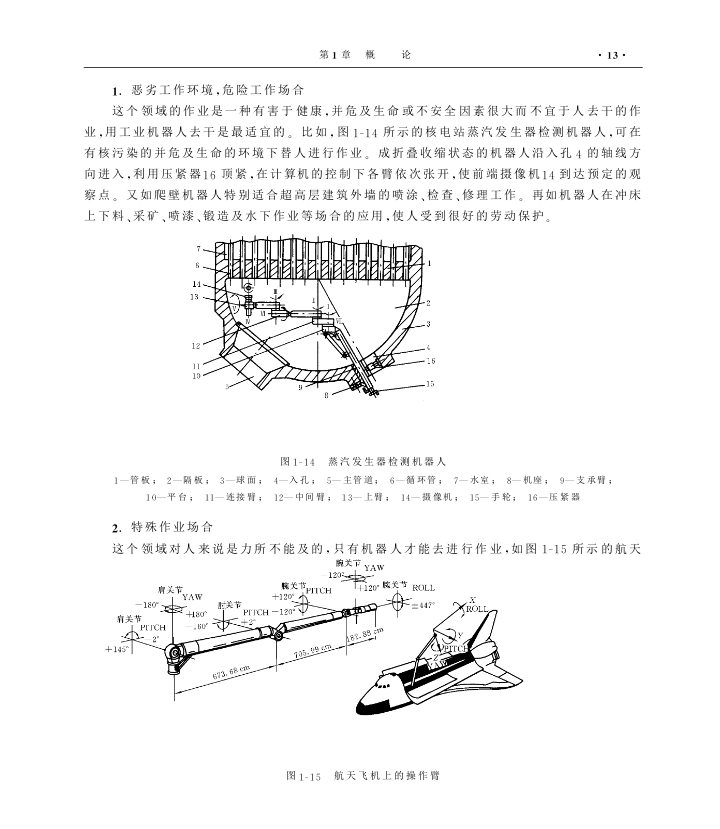 第1章 概 论 ·13·
1. 恶劣工作环境,危险工作场合
这个领域的作业是一种有害于健康,并危及生命或不安全因素很大而不宜于人去干的作
业,用工业机器人去干是最适宜的。比如,图1-14所示的核电站蒸汽发生器检测机器人,可在
有核污染的并危及生命的环境下替人进行作业。成折叠收缩状态的机器人沿入孔4的轴线方
向进入,利用压紧器16顶紧,在计算机的控制下各臂依次张开,使前端摄像机14到达预定的观
察点。又如爬壁机器人特别适合超高层建筑外墙的喷涂、检查、修理工作。再如机器人在冲床
上下料、采矿、喷漆、锻造及水下作业等场合的应用,使人受到很好的劳动保护。
7
6
14
13
12
11
10
5
9
8
1
2
3
4
16
15
III
II
I
IV
V
VI
图1-14 蒸汽发生器检测机器人
1—管板; 2—隔板; 3—球面; 4—入孔; 5—主管道; 6—循环管; 7—水室; 8—机座; 9—支承臂;
10—平台; 11—连接臂; 12—中间臂; 13—上臂; 14—摄像机; 15—手轮; 16—压紧器
2. 特殊作业场合
这个领域对人来说是力所不能及的,只有机器人才能去进行作业,如图1-15所示的航天
腕关节
YAW
-120°
+120°
腕关节
ROLL
±447°
腕关节
PITCH
+120°
-120°
肩关节
YAW
-180°
+180°
肘关节
PITCH
-160°
+2°
肩关节
PITCH
-2°
+145°
673.68 cm
705.99 cm
182.88 cm
X
ROLL
Y
PITCH
Z
YAW
图1-15 航天飞机上的操作臂